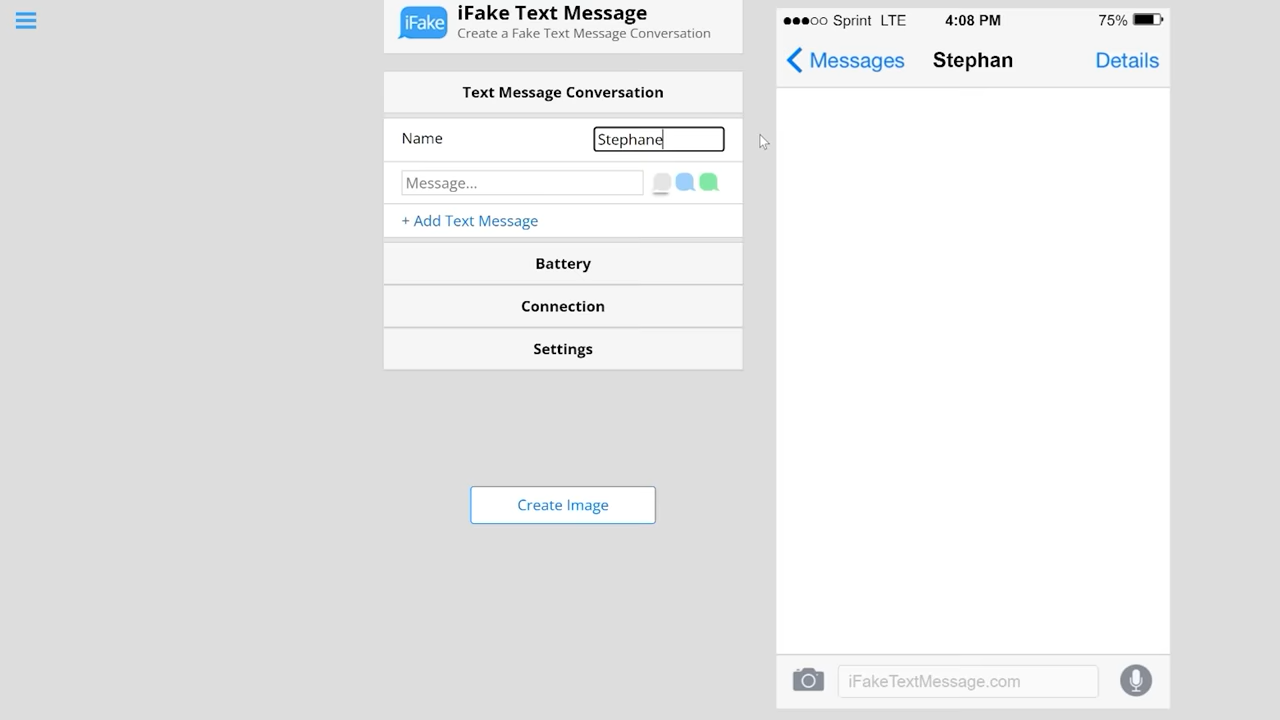 iFake
iFake Text Message
Create a Fake Text Message Conversation
Text Message Conversation
Name
Stephane
Message...
+ Add Text Message
Battery
Connection
Settings
Create Image
Sprint LTE 4:08 PM 75%
Messages Stephan Details
iFakeTextMessage.com